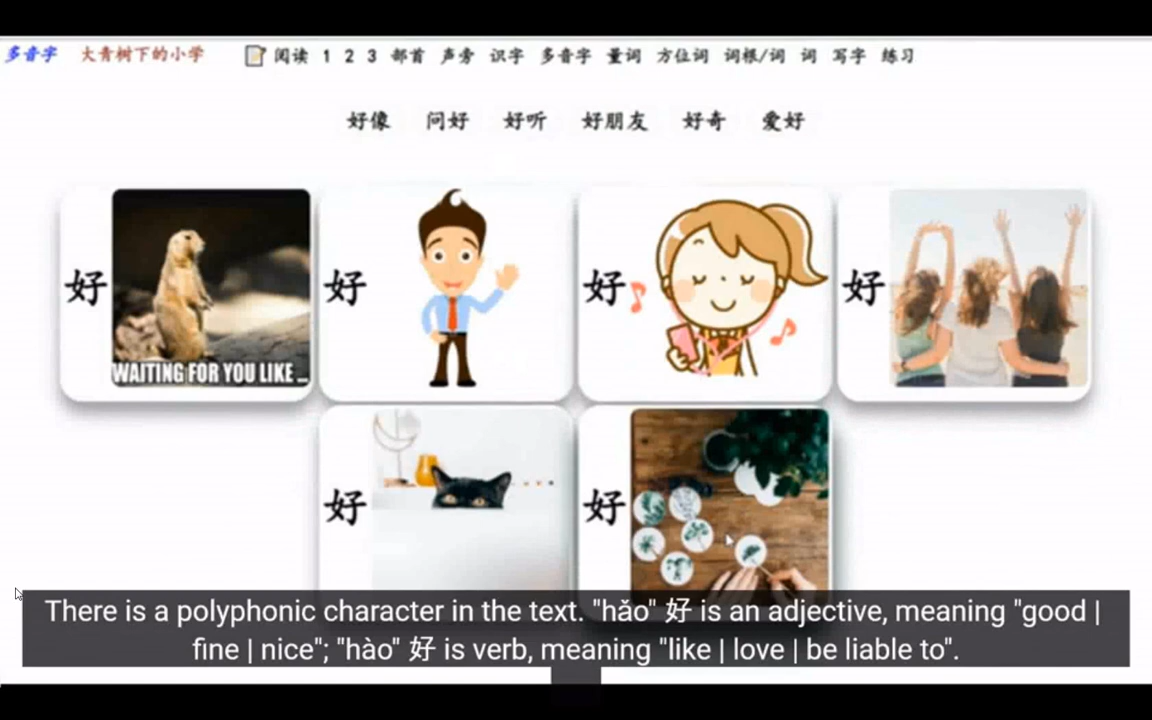 多音字 大青树下的小学 阅读 1 2 3 部首 声旁 识字 多音字 量词 方位词 词根/词 词 写字 练习
好像 问好 好听 好朋友 好奇 爱好
好 好 好 好
WAITING FOR YOU LIKE ...
好 好
There is a polyphonic character in the text. "hǎo" 好 is an adjective, meaning "good |
fine | nice"; "hào" 好 is verb, meaning "like | love | be liable to".